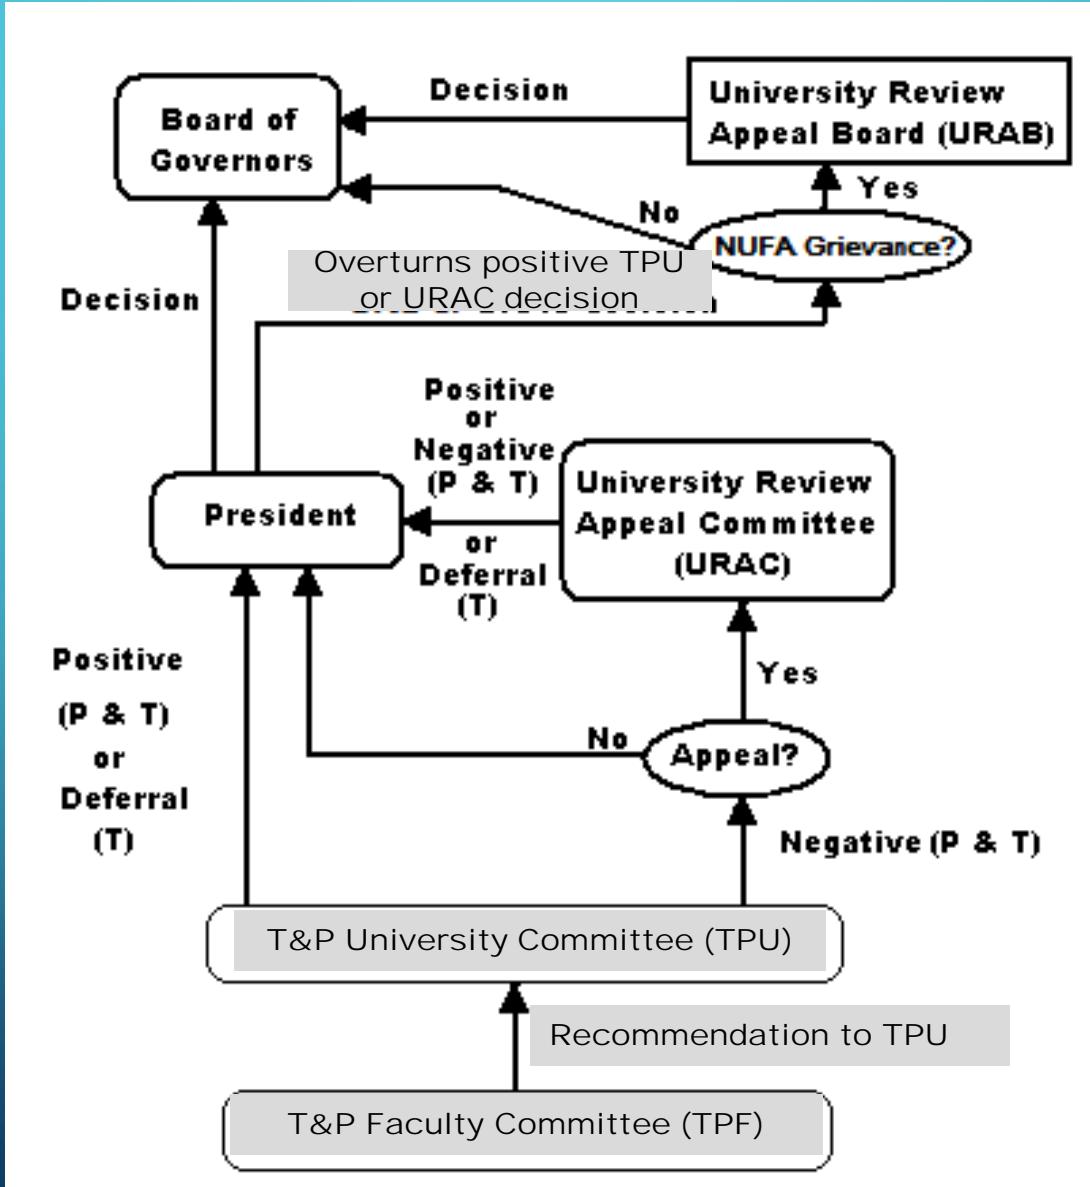 Board of
Governors
Decision
University Review
Appeal Board (URAB)
Yes
No
NUFA Grievance?
Overturns positive TPU
or URAC decision
Decision
Positive
or
Negative
(P & T)
or
Deferral
(T)
University Review
Appeal Committee
(URAC)
President
Positive
(P & T)
or
Deferral
(T)
Yes
No
Appeal?
Negative (P & T)
T&P University Committee (TPU)
Recommendation to TPU
T&P Faculty Committee (TPF)